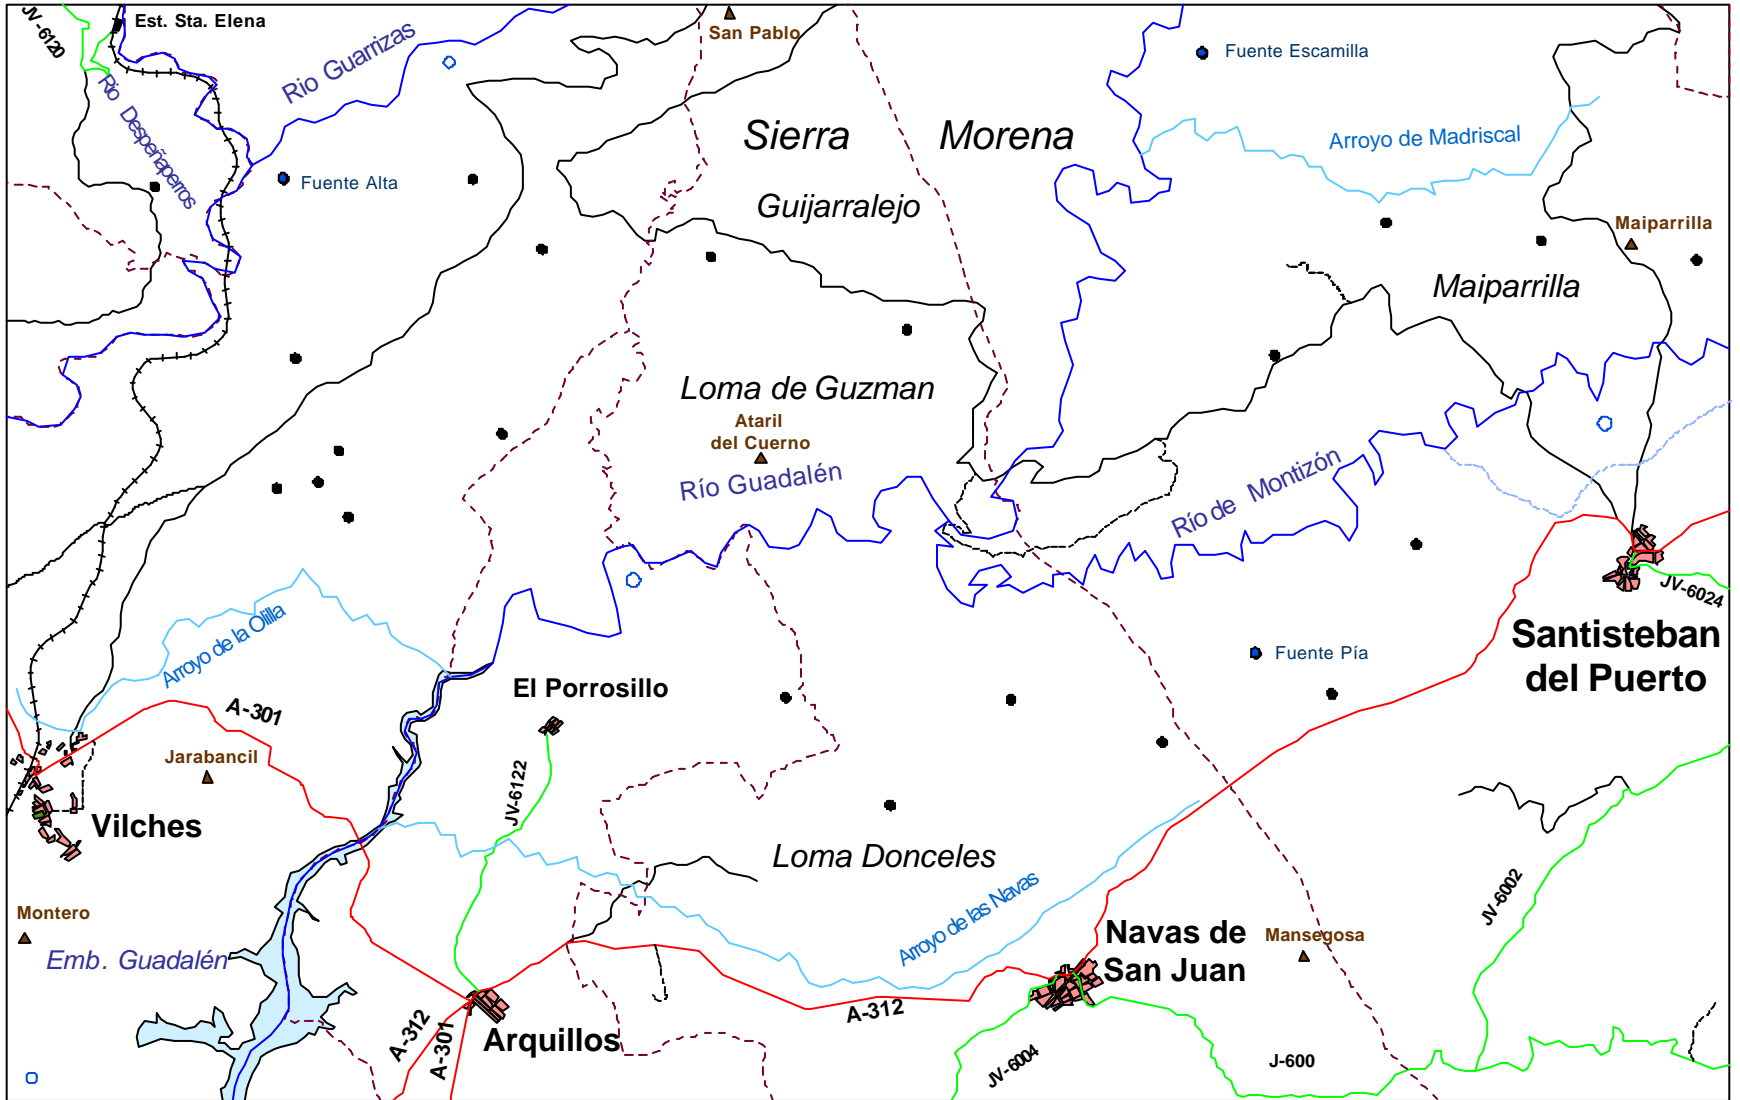 JV-6120
Est. Sta. Elena
Rio Guarrizas
San Pablo
Fuente Escamilla
Rio Despeñaperros
Sierra Morena
Arroyo de Madriscal
Fuente Alta
Guijarralejo
Maiparrilla
Maiparrilla
Loma de Guzman
Ataril
del Cuerno
Río Guadalén
Río de Montizón
JV-6024
Arroyo de la Olilla
Santisteban
del Puerto
Fuente Pía
El Porrosillo
A-301
Jarabancil
JV-6122
Vilches
Loma Donceles
JV-6002
Arroyo de las Navas
Montero
Emb. Guadalén
Navas de
San Juan
Mansegosa
A-312
A-312
A-301
Arquillos
JV-6004
J-600